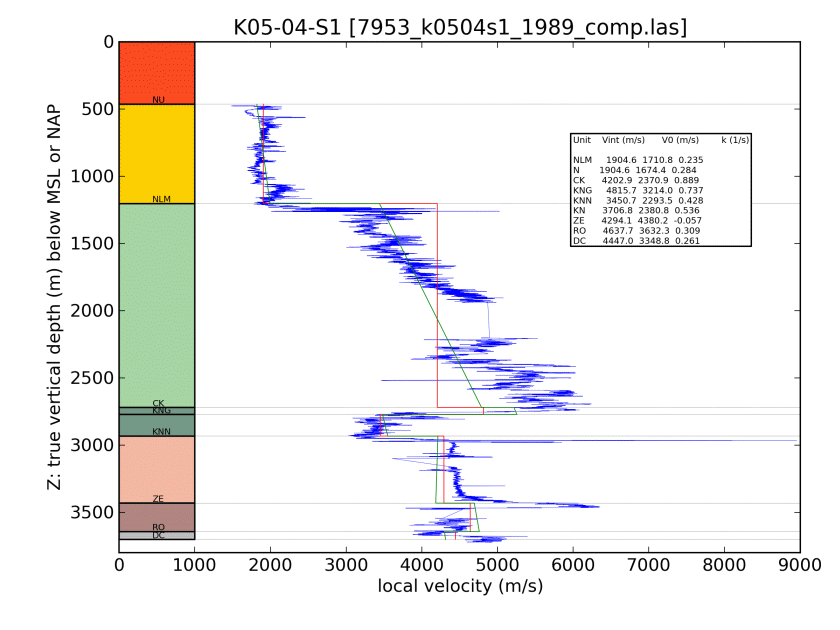 K05-04-S1 [7953_k0504s1_1989_comp.las]
Z: true vertical depth (m) below MSL or NAP
0
500
1000
1500
2000
2500
3000
3500
NU
NLM
CK
KNG
KNN
ZE
RO
DC
Unit Vint (m/s) V0 (m/s) k (1/s)
NLM 1904.6 1710.8 0.235
N 1904.6 1674.4 0.284
CK 4202.9 2370.9 0.889
KNG 4815.7 3214.0 0.737
KNN 3450.7 2293.5 0.428
KN 3706.8 2380.8 0.536
ZE 4294.1 4380.2 -0.057
RO 4637.7 3632.3 0.309
DC 4447.0 3348.8 0.261
0 1000 2000 3000 4000 5000 6000 7000 8000 9000
local velocity (m/s)